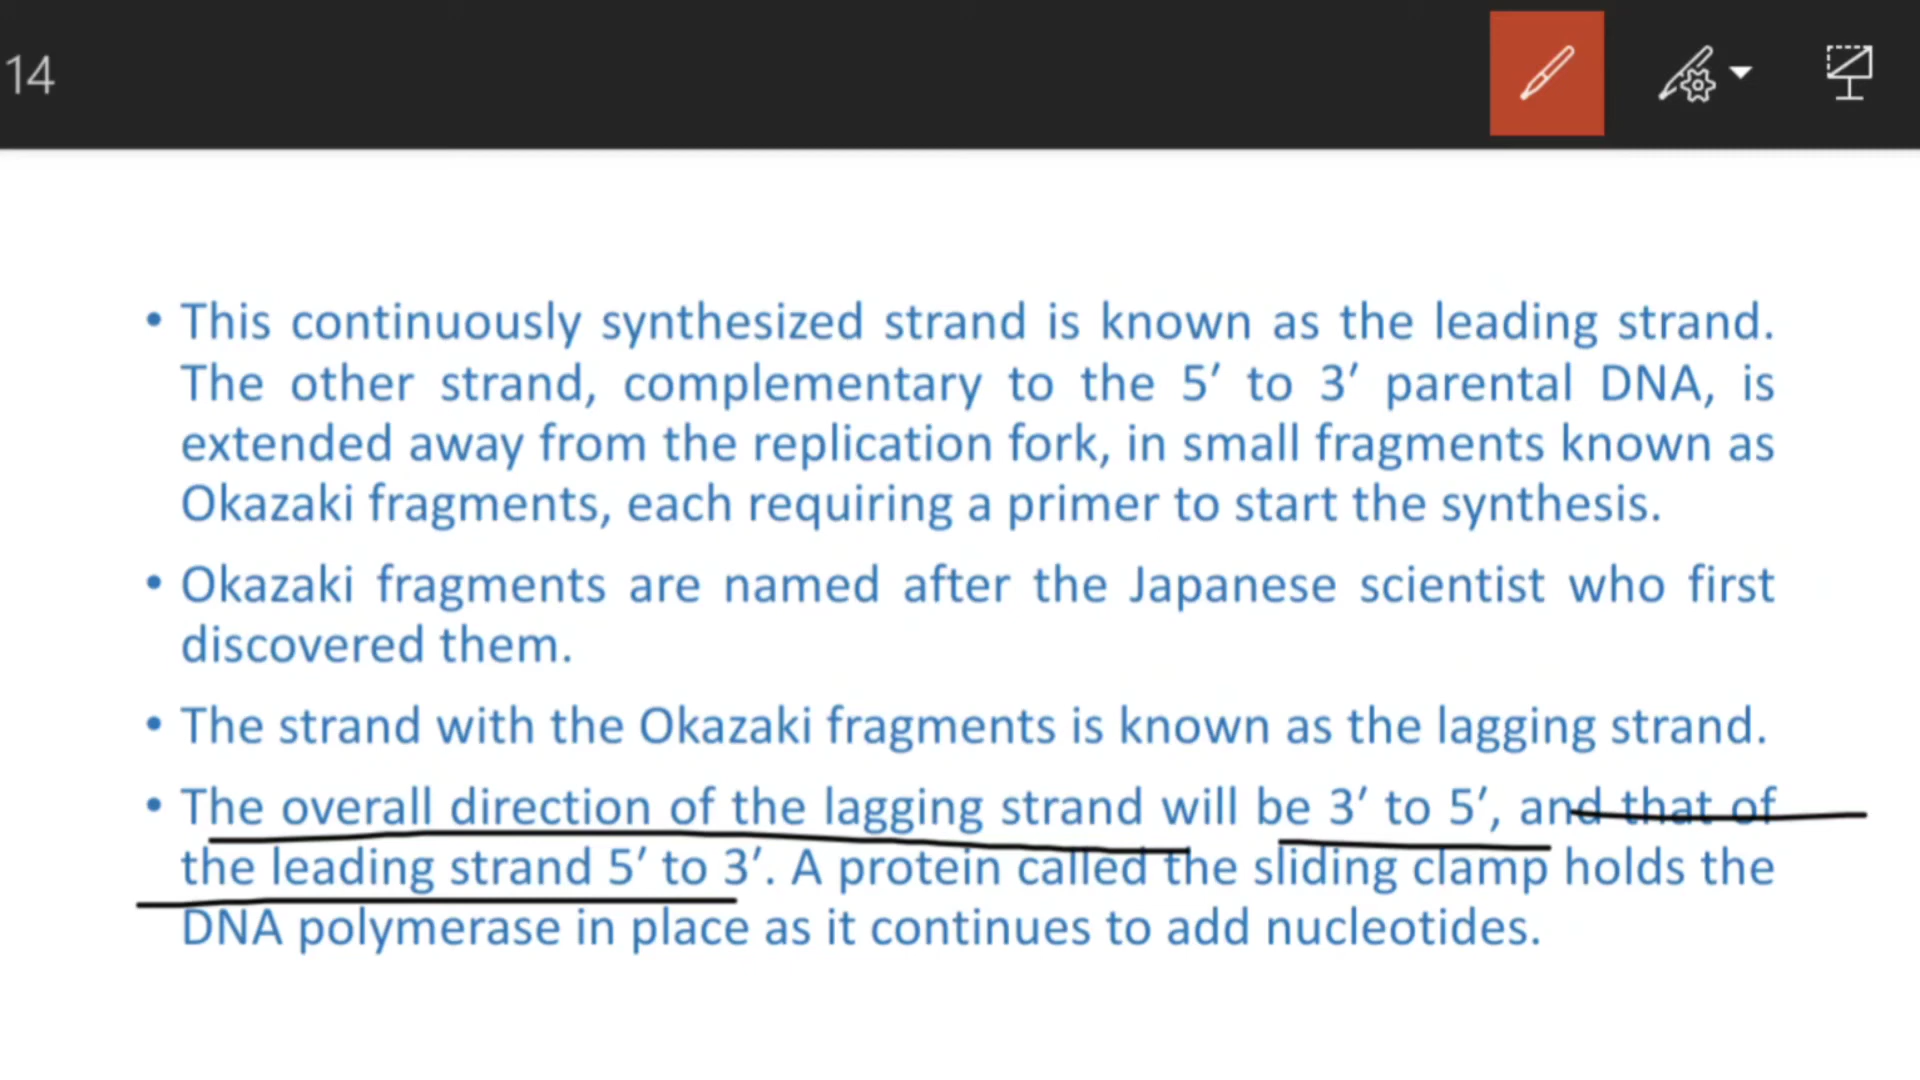 14
• This continuously synthesized strand is known as the leading strand.
The other strand, complementary to the 5′ to 3′ parental DNA, is
extended away from the replication fork, in small fragments known as
Okazaki fragments, each requiring a primer to start the synthesis.
• Okazaki fragments are named after the Japanese scientist who first
discovered them.
• The strand with the Okazaki fragments is known as the lagging strand.
• The overall direction of the lagging strand will be 3′ to 5′, and that of
the leading strand 5′ to 3′. A protein called the sliding clamp holds the
DNA polymerase in place as it continues to add nucleotides.